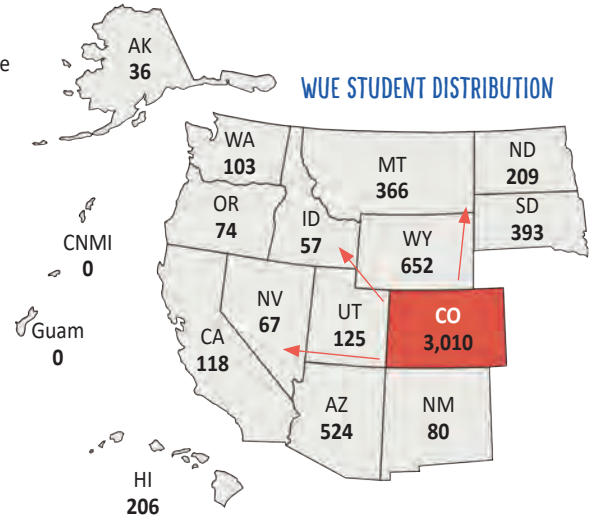 e
AK
36
WUE STUDENT DISTRIBUTION
WA
103
MT
366
ND
209
OR
74
ID
57
WY
652
SD
393
CNMI
0
NV
67
UT
125
CO
3,010
Guam
0
CA
118
AZ
524
NM
80
HI
206